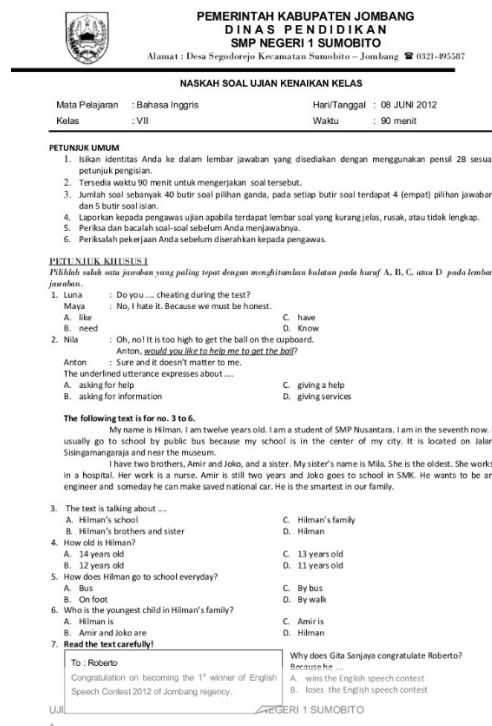 PEMERINTAH KABUPATEN JOMBANG
DINAS PENDIDIKAN
SMP NEGERI 1 SUMOBITO
Alamat : Desa Segodorejo Kecamatan Sumobito – Jombang ☎ 0321-495587
NASKAH SOAL UJIAN KENAIKAN KELAS
Mata Pelajaran : Bahasa Inggris Hari/Tanggal : 08 JUNI 2012
Kelas : VII Waktu : 90 menit
PETUNJUK UMUM
1. Isikan identitas Anda ke dalam lembar jawaban yang disediakan dengan menggunakan pensil 2B sesua
petunjuk pengisian.
2. Tersedia waktu 90 menit untuk mengerjakan soal tersebut.
3. Jumlah soal sebanyak 40 butir soal pilihan ganda, pada setiap butir soal terdapat 4 (empat) pilihan jawaban
dan 5 butir soal isian.
4. Laporkan kepada pengawas ujian apabila terdapat lembar soal yang kurang jelas, rusak, atau tidak lengkap.
5. Periksa dan bacalah soal-soal sebelum Anda menjawabnya.
6. Periksalah pekerjaan Anda sebelum diserahkan kepada pengawas.
PETUNJUK KHUSUS I
Pilihlah salah satu jawaban yang paling tepat dengan menghitamkan bulatan pada huruf A, B, C, atau D pada lembar
jawaban.
1. Luna : Do you .... cheating during the test?
Maya : No, I hate it. Because we must be honest.
A. like C. have
B. need D. Know
2. Nila : Oh, no! It is too high to get the ball on the cupboard.
Anton, would you like to help me to get the ball?
Anton : Sure and it doesn't matter to me.
The underlined utterance expresses about ....
A. asking for help C. giving a help
B. asking for information D. giving services
The following text is for no. 3 to 6.
My name is Hilman. I am twelve years old. I am a student of SMP Nusantara. I am in the seventh now. I
usually go to school by public bus because my school is in the center of my city. It is located on Jalan
Sisingamangaraja and near the museum.
I have two brothers, Amir and Joko, and a sister. My sister's name is Mila. She is the oldest. She works
in a hospital. Her work is a nurse. Amir is still two years and Joko goes to school in SMK. He wants to be an
engineer and someday he can make saved national car. He is the smartest in our family.
3. The text is talking about ....
A. Hilman's school C. Hilman's family
B. Hilman's brothers and sister D. Hilman
4. How old is Hilman?
A. 14 years old C. 13 years old
B. 12 years old D. 11 years old
5. How does Hilman go to school everyday?
A. Bus C. By bus
B. On foot D. By walk
6. Who is the youngest child in Hilman's family?
A. Hilman is C. Amir is
B. Amir and Joko are D. Hilman
7. Read the text carefully!
To : Roberto
Congratulation on becoming the 1st winner of English
Speech Contest 2012 of Jombang regency.
Why does Gita Sanjaya congratulate Roberto?
Because he ....
A. wins the English speech contest
B. loses the English speech contest
UJI NEGERI 1 SUMOBITO